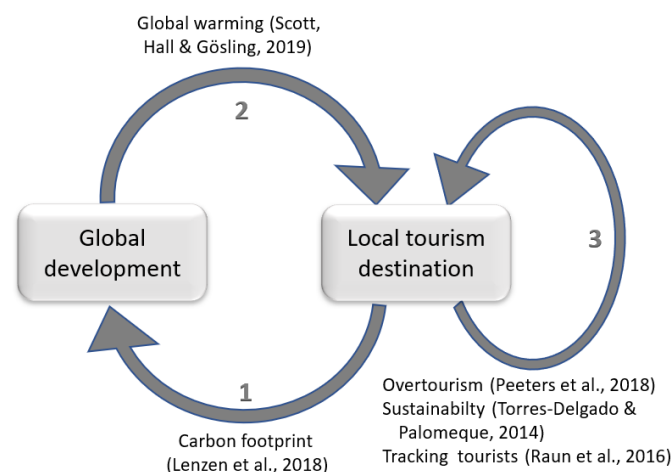 Global warming (Scott,
Hall & Gösling, 2019)
2
Global
development
Local tourism
destination
3
1
Carbon footprint
(Lenzen et al., 2018)
Overtourism (Peeters et al., 2018)
Sustainabilty (Torres-Delgado &
Palomeque, 2014)
Tracking tourists (Raun et al., 2016)